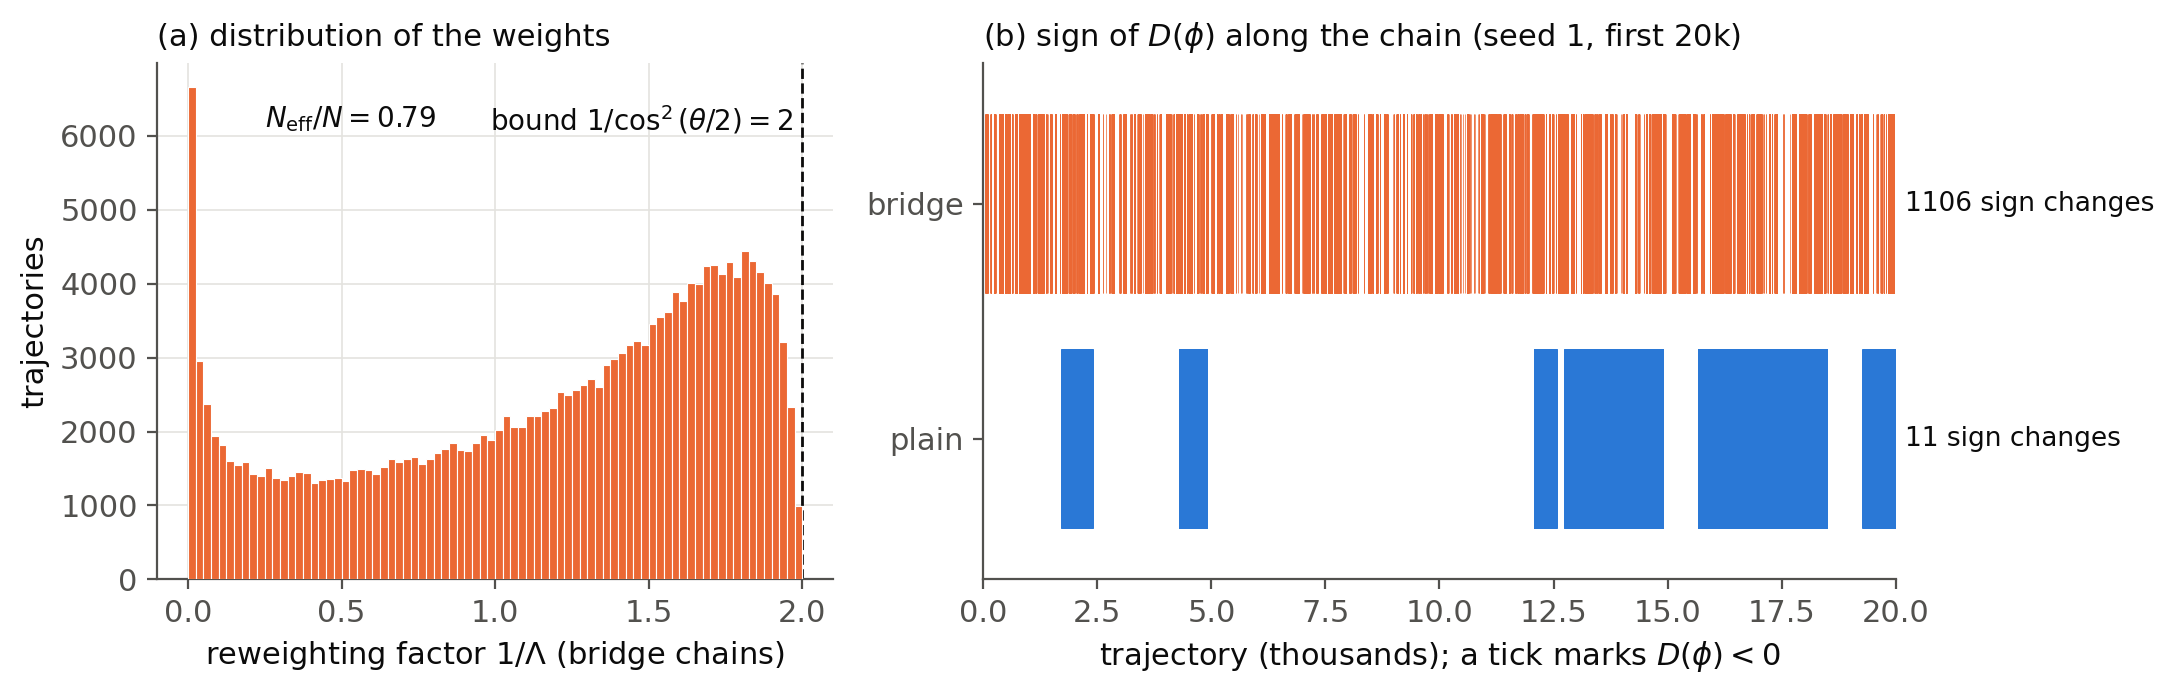 (a) distribution of the weights
N_eff/N = 0.79
bound 1/cos²(θ/2) = 2
trajectories
6000
5000
4000
3000
2000
1000
0
0.0 0.5 1.0 1.5 2.0
reweighting factor 1/Λ (bridge chains)
(b) sign of D(ϕ) along the chain (seed 1, first 20k)
bridge
1106 sign changes
plain
11 sign changes
0.0 2.5 5.0 7.5 10.0 12.5 15.0 17.5 20.0
trajectory (thousands); a tick marks D(ϕ) < 0